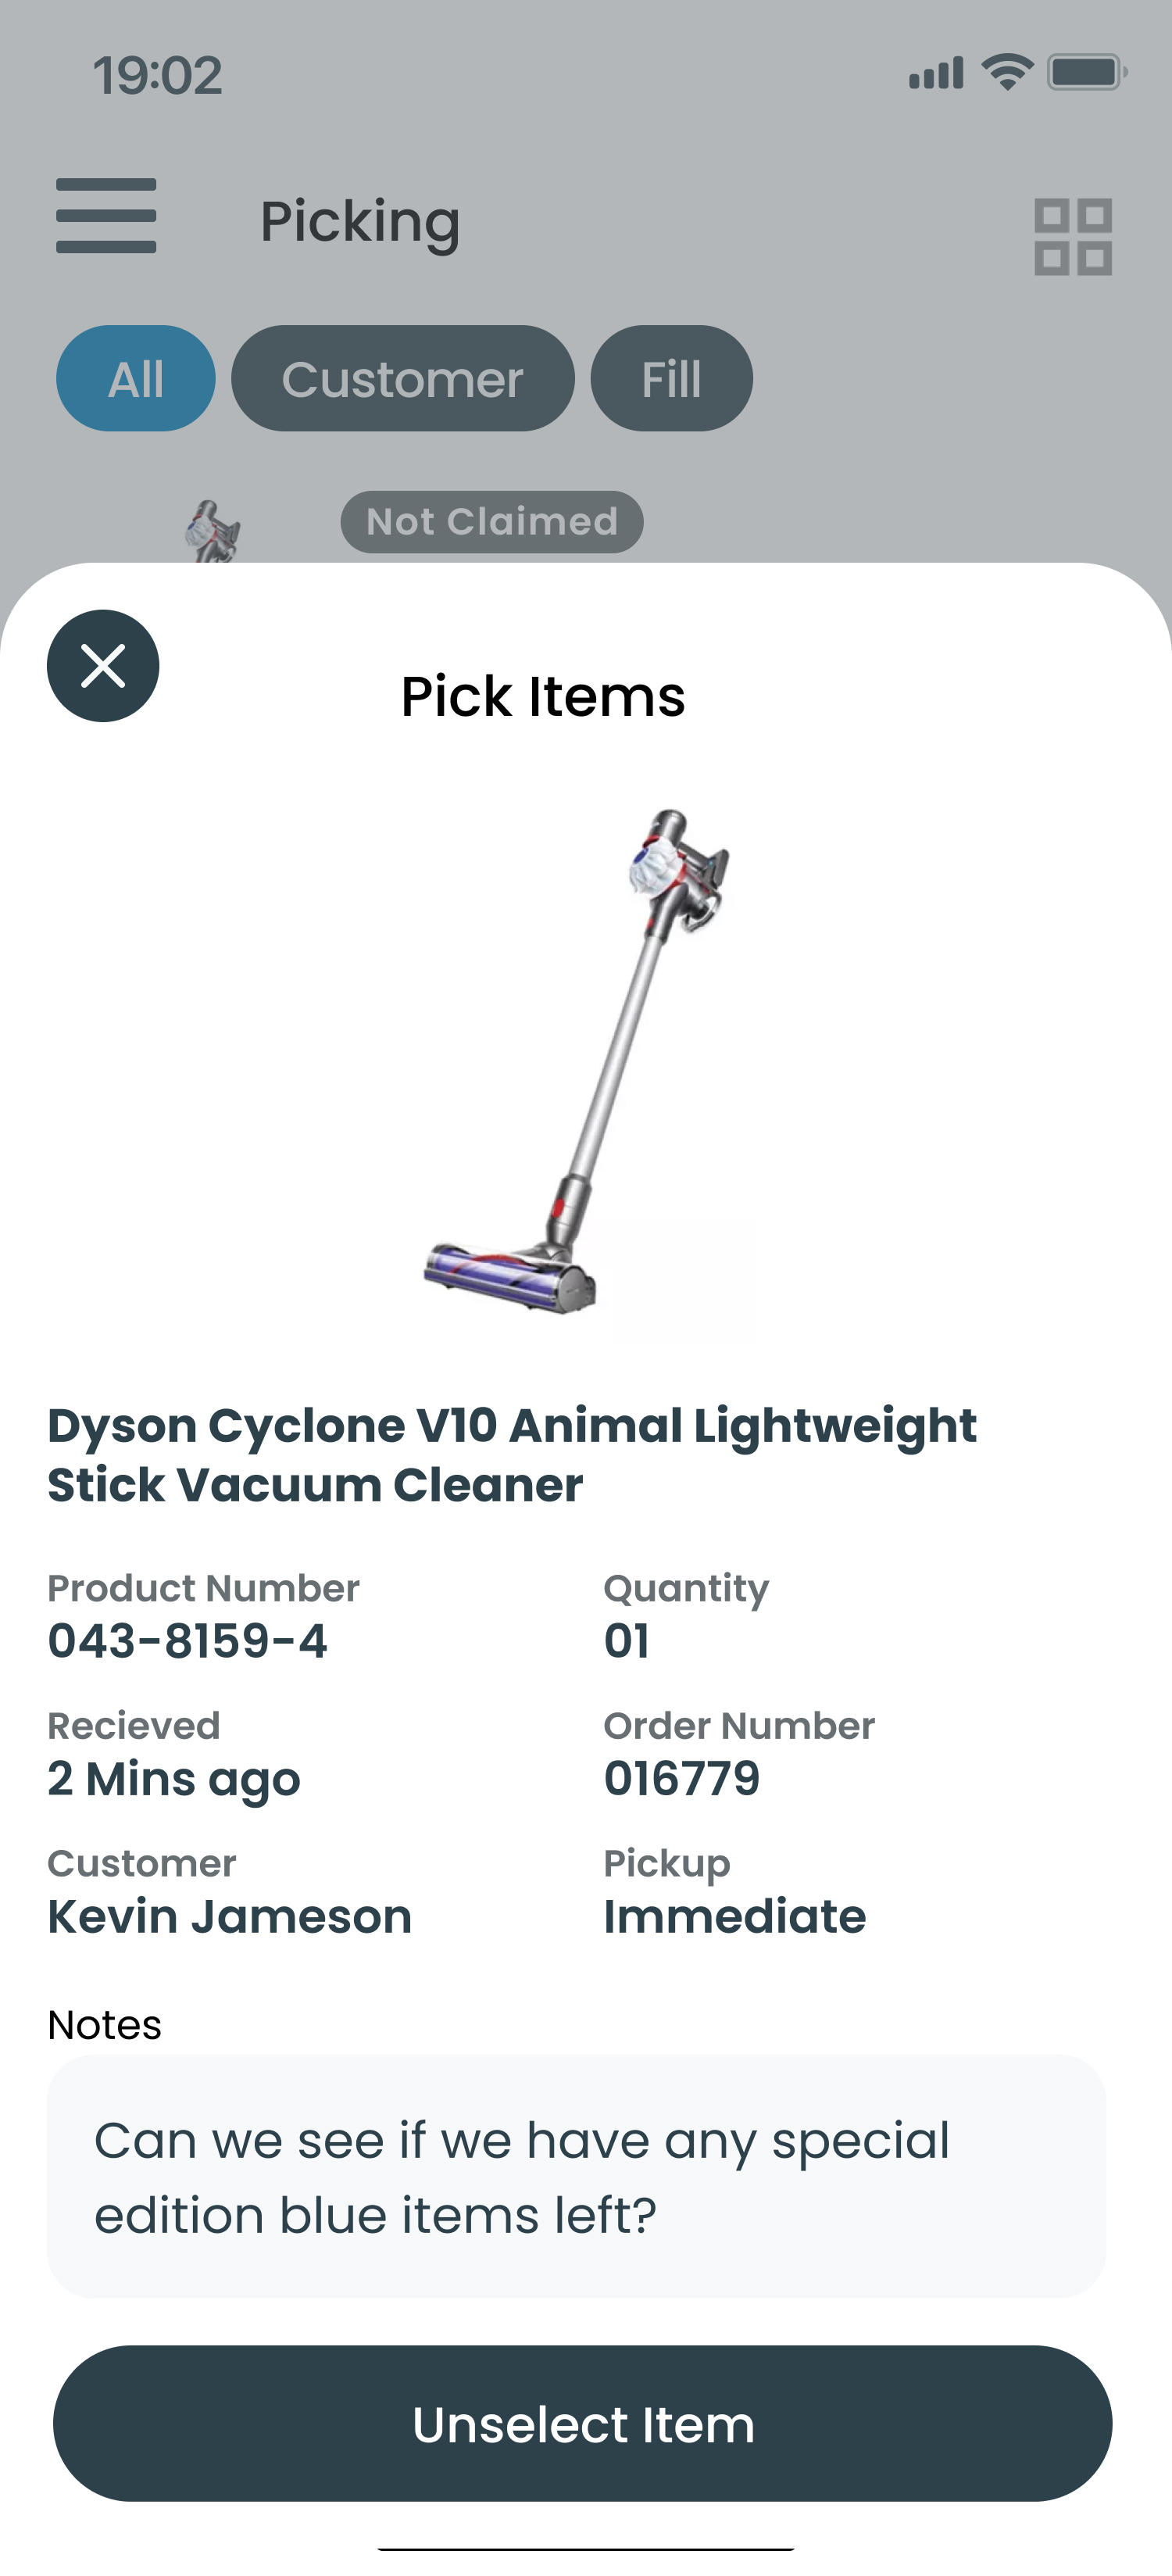 19:02
Picking
All Customer Fill
Not Claimed
Pick Items
Dyson Cyclone V10 Animal Lightweight
Stick Vacuum Cleaner
Product Number Quantity
043-8159-4 01
Recieved Order Number
2 Mins ago 016779
Customer Pickup
Kevin Jameson Immediate
Notes
Can we see if we have any special
edition blue items left?
Unselect Item